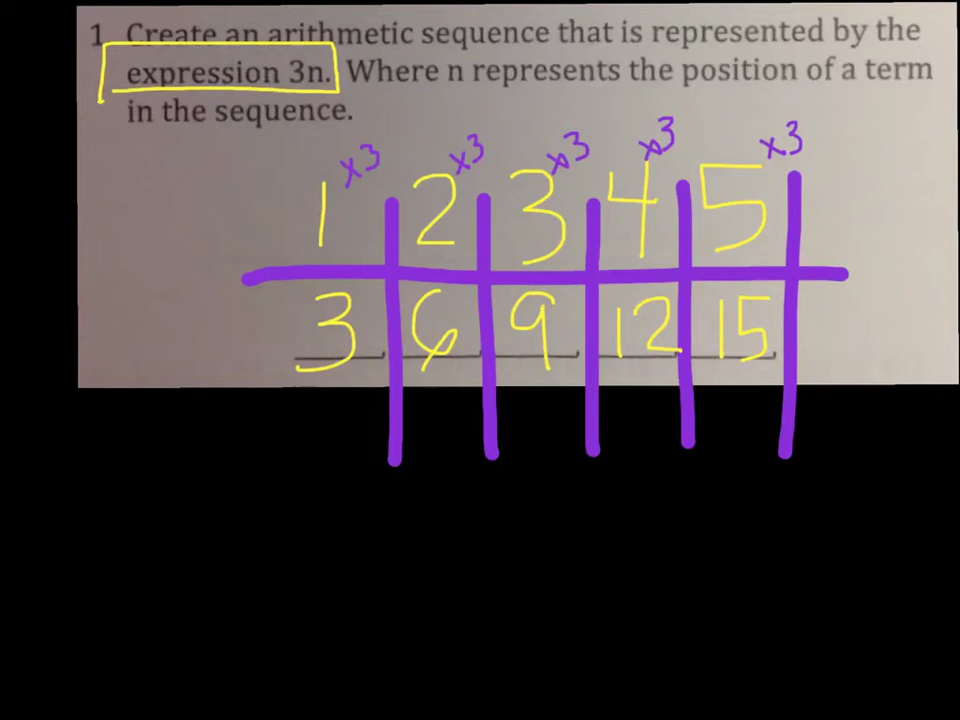 1. Create an arithmetic sequence that is represented by the
expression 3n. Where n represents the position of a term
in the sequence.
x3 x3 x3 x3 x3
1 2 3 4 5
3 6 9 12 15